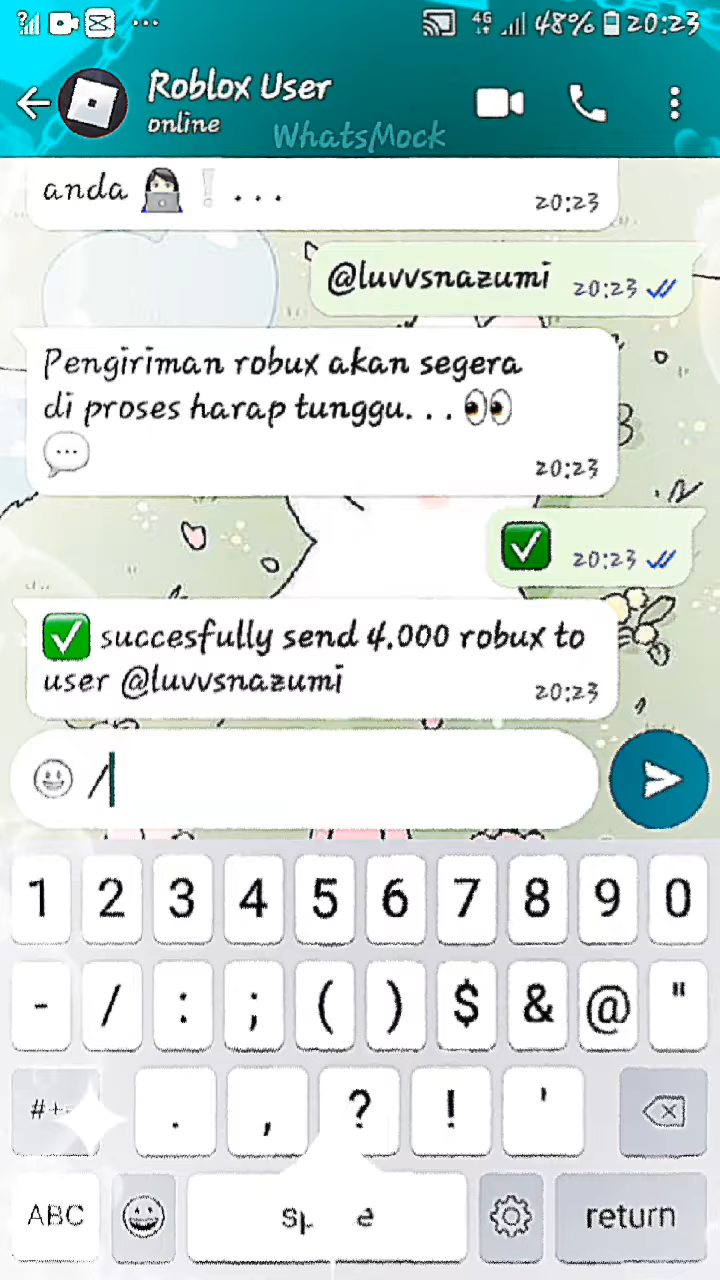 48% 20:23
4G
Roblox User
online
WhatsMock
anda 👩🏻‍💻❕...
20:23
@luvvsnazumi 20:23
Pengiriman robux akan segera
di proses harap tunggu...👀
💬 20:23
✅ 20:23
✅ succesfully send 4.000 robux to
user @luvvsnazumi 20:23
/
1 2 3 4 5 6 7 8 9 0
- / : ; ( ) $ & @ "
. , ? ! '
ABC return